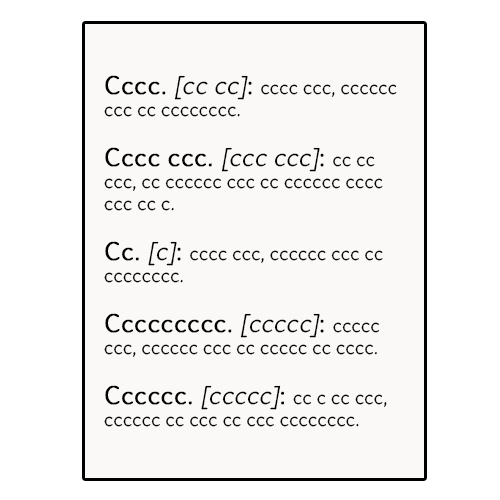 Cccc. [cc cc]: cccc ccc, cccccc
ccc cc cccccccc.
Cccc ccc. [ccc ccc]: cc cc
ccc, cc cccccc ccc cc cccccc cccc
ccc cc c.
Cc. [c]: cccc ccc, cccccc ccc cc
cccccccc.
Cccccccccc. [ccccc]: ccccc
ccc, cccccc ccc cc ccccc cc cccc.
Cccccc. [ccccc]: cc c cc ccc,
cccccc cc ccc cc ccc cccccccc.